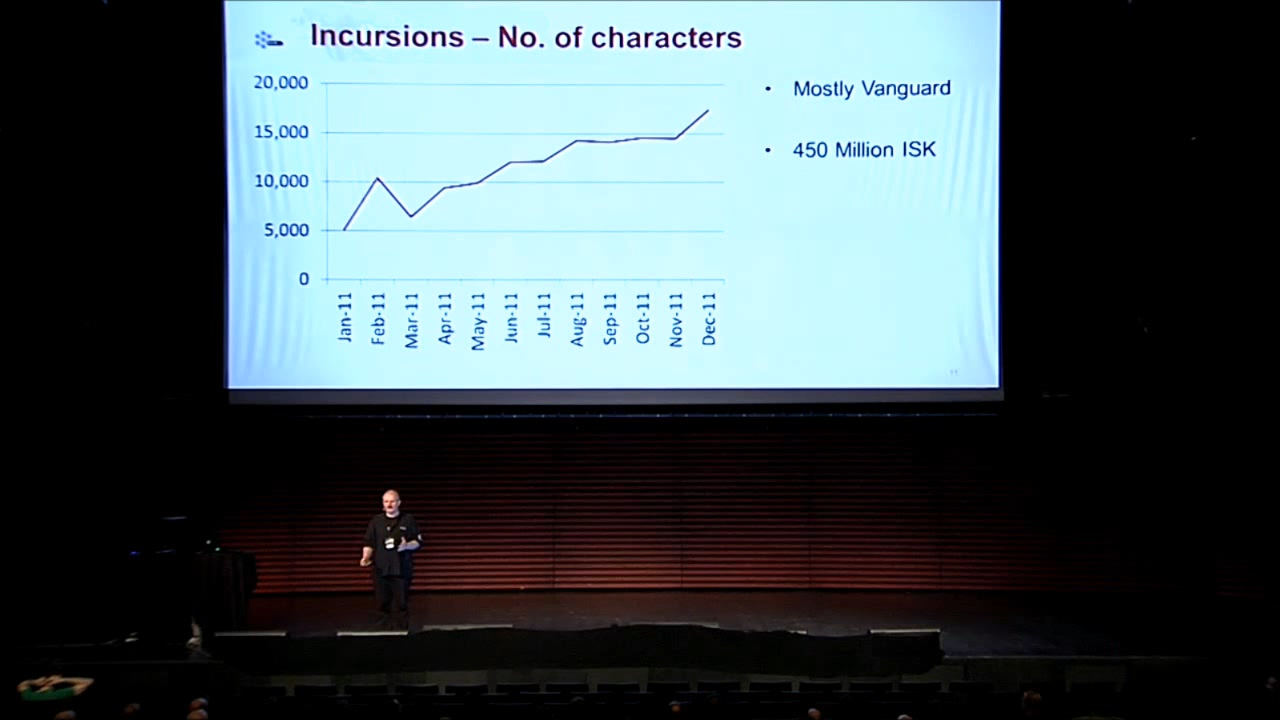 Incursions – No. of characters
20,000
15,000
10,000
5,000
0
Jan-11
Feb-11
Mar-11
Apr-11
May-11
Jun-11
Jul-11
Aug-11
Sep-11
Oct-11
Nov-11
Dec-11
• Mostly Vanguard
• 450 Million ISK